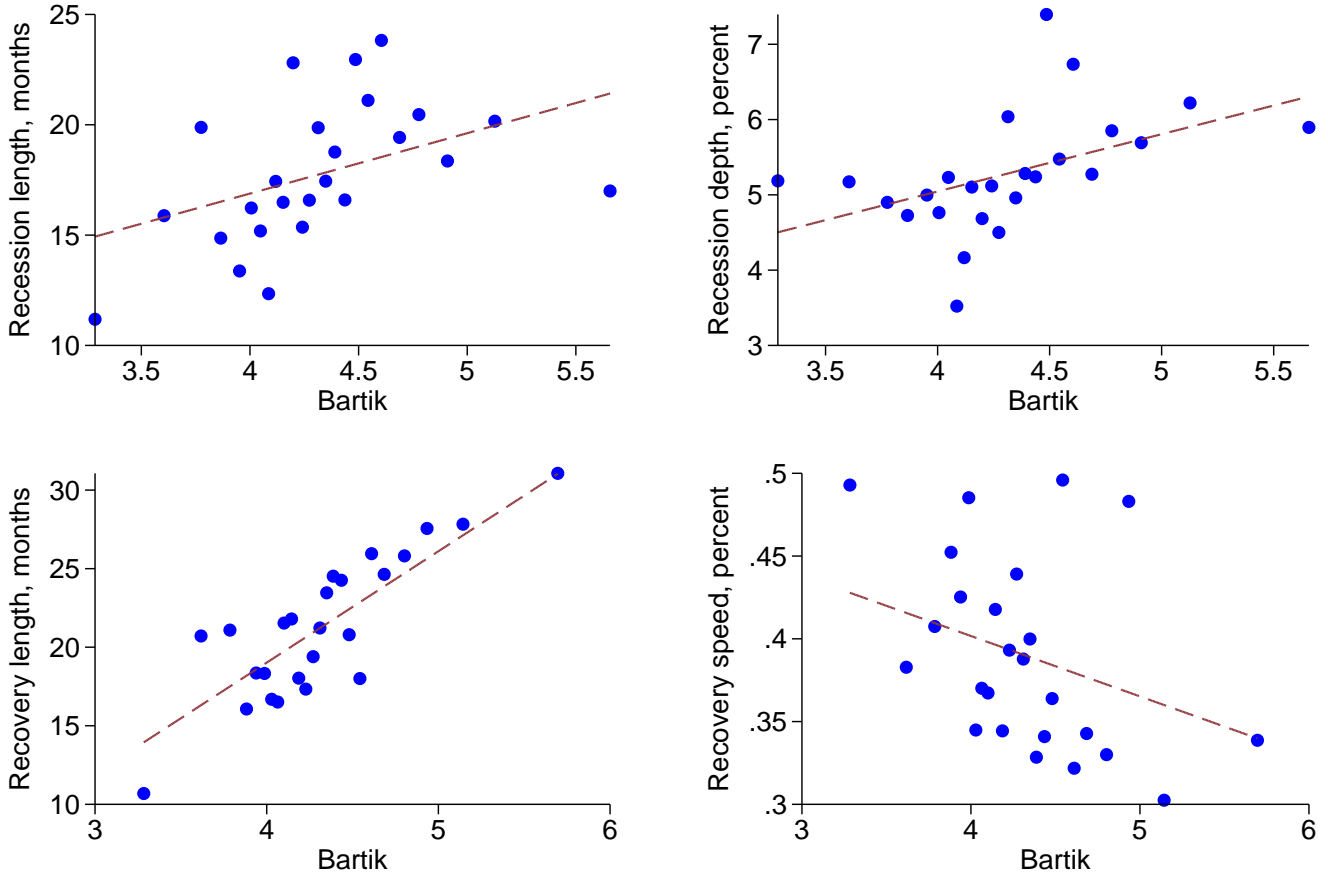 Recession length, months
25
20
15
10
3.5 4 4.5 5 5.5
Bartik
Recession depth, percent
7
6
5
4
3
3.5 4 4.5 5 5.5
Bartik
Recovery length, months
30
25
20
15
10
3 4 5 6
Bartik
Recovery speed, percent
.5
.45
.4
.35
.3
3 4 5 6
Bartik